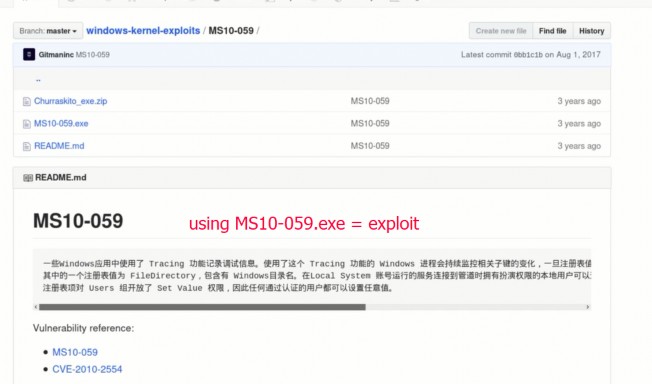 Branch: master windows-kernel-exploits / MS10-059 / Create new file Find file History
Gitmaninc MS10-059 Latest commit 0bb1c1b on Aug 1, 2017
..
Churraskito_exe.zip MS10-059 3 years ago
MS10-059.exe MS10-059 3 years ago
README.md MS10-059 3 years ago
README.md
MS10-059
using MS10-059.exe = exploit
一些Windows应用中使用了 Tracing 功能记录调试信息。使用了这个 Tracing 功能的 Windows 进程会持续监控相关子键的变化，一旦注册表值
其中的一个注册表值为 FileDirectory，包含有 Windows目录名。在Local System 账号运行的服务连接到管道时拥有扮演权限的本地用户可以
注册表项对 Users 组开放了 Set Value 权限，因此任何通过认证的用户都可以设置任意值。
Vulnerability reference:
MS10-059
CVE-2010-2554